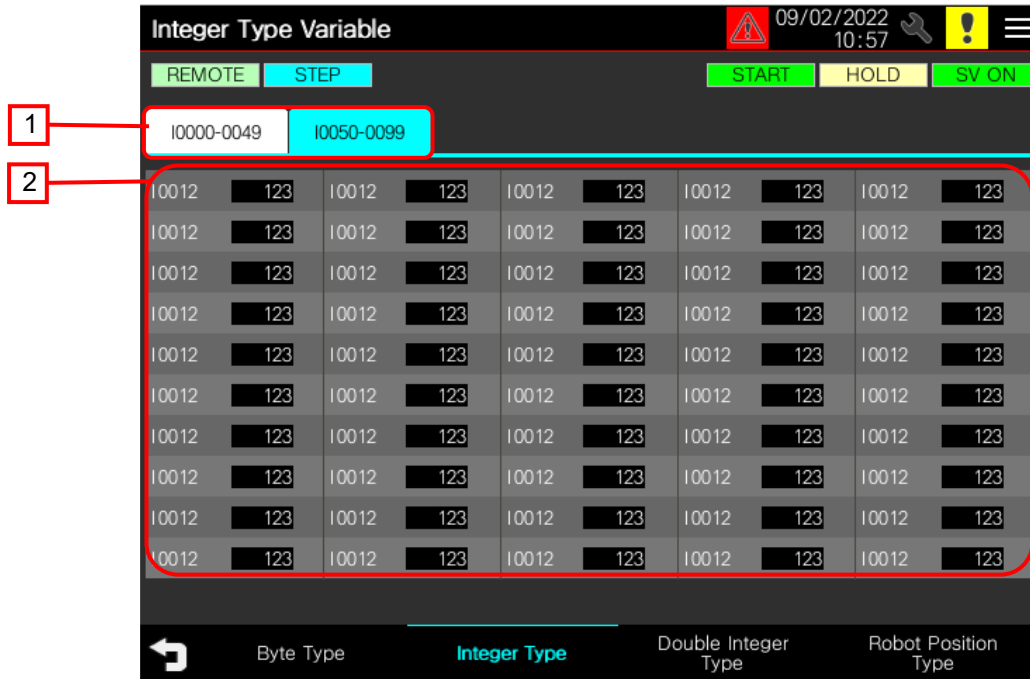 Integer Type Variable
09/02/2022
10:57
REMOTE STEP START HOLD SV ON
1
I0000-0049 I0050-0099
2
I0012 123 I0012 123 I0012 123 I0012 123 I0012 123
I0012 123 I0012 123 I0012 123 I0012 123 I0012 123
I0012 123 I0012 123 I0012 123 I0012 123 I0012 123
I0012 123 I0012 123 I0012 123 I0012 123 I0012 123
I0012 123 I0012 123 I0012 123 I0012 123 I0012 123
I0012 123 I0012 123 I0012 123 I0012 123 I0012 123
I0012 123 I0012 123 I0012 123 I0012 123 I0012 123
I0012 123 I0012 123 I0012 123 I0012 123 I0012 123
I0012 123 I0012 123 I0012 123 I0012 123 I0012 123
I0012 123 I0012 123 I0012 123 I0012 123 I0012 123
Byte Type
Integer Type
Double Integer
Type
Robot Position
Type